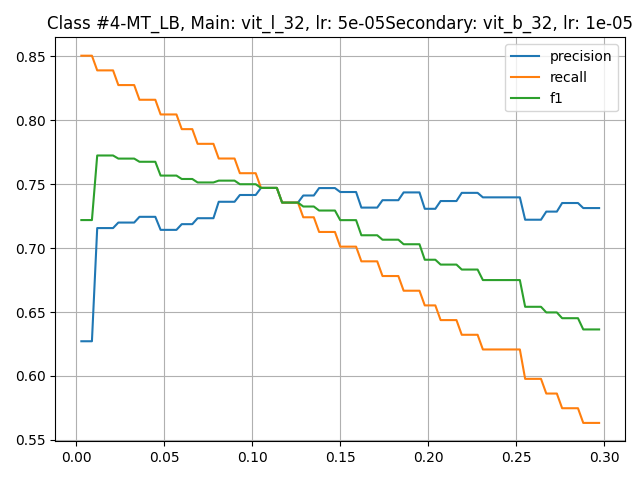 Class #4-MT_LB, Main: vit_l_32, lr: 5e-05Secondary: vit_b_32, lr: 1e-05
precision
recall
f1
0.85
0.80
0.75
0.70
0.65
0.60
0.55
0.00 0.05 0.10 0.15 0.20 0.25 0.30